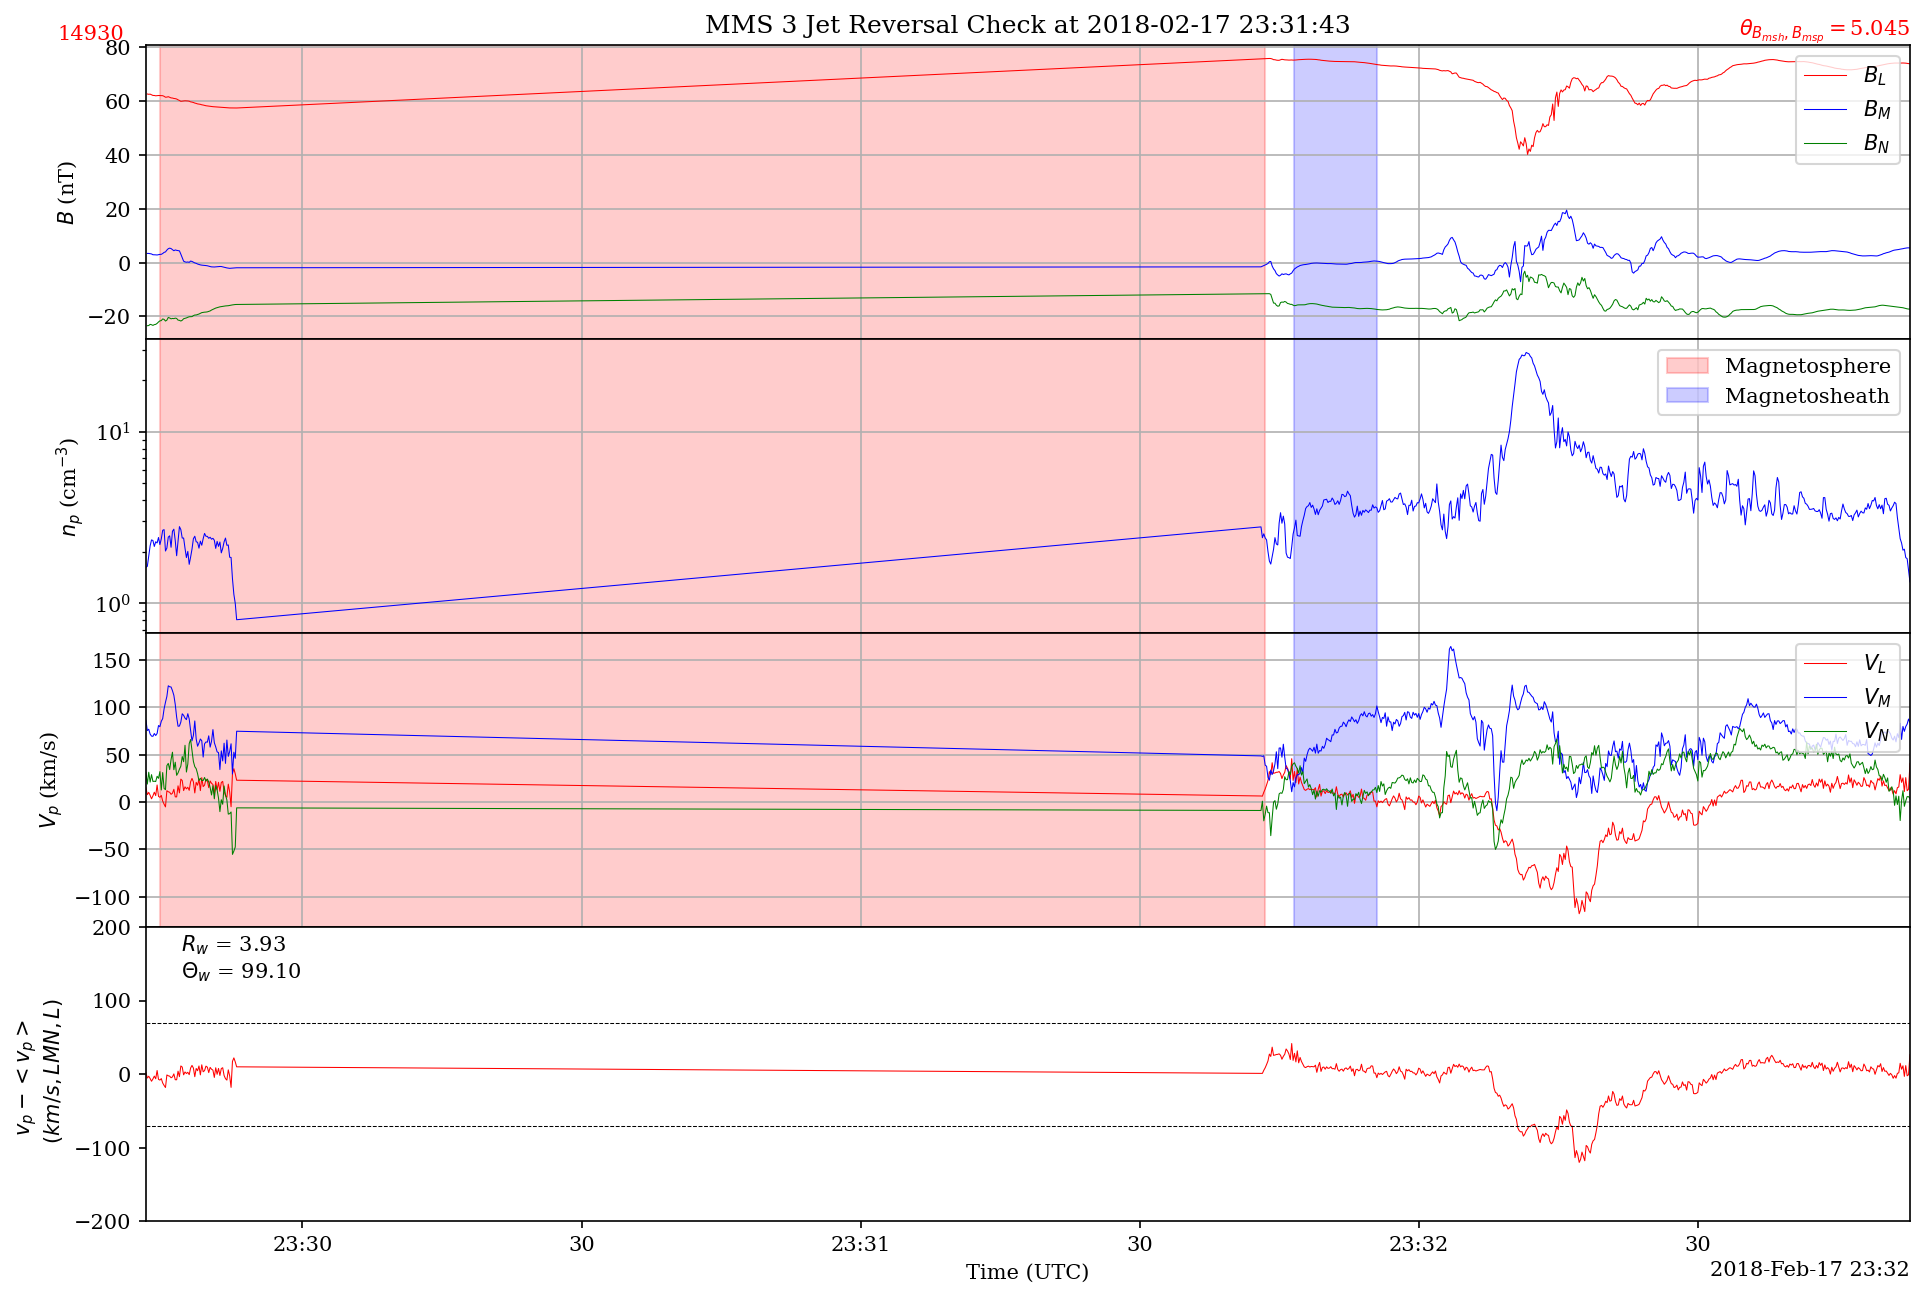 MMS 3 Jet Reversal Check at 2018-02-17 23:31:43
14930
θ_{B_{msh}, B_{msp}} = 5.045
80
60
40
20
0
−20
B (nT)
B_L
B_M
B_N
10^1
10^0
n_p (cm^{−3})
Magnetosphere
Magnetosheath
150
100
50
0
−50
−100
V_p (km/s)
V_L
V_M
V_N
200
100
0
−100
−200
v_p − <v_p>
(km/s, LMN, L)
R_w = 3.93
Θ_w = 99.10
23:30
30
23:31
30
23:32
30
Time (UTC)
2018-Feb-17 23:32